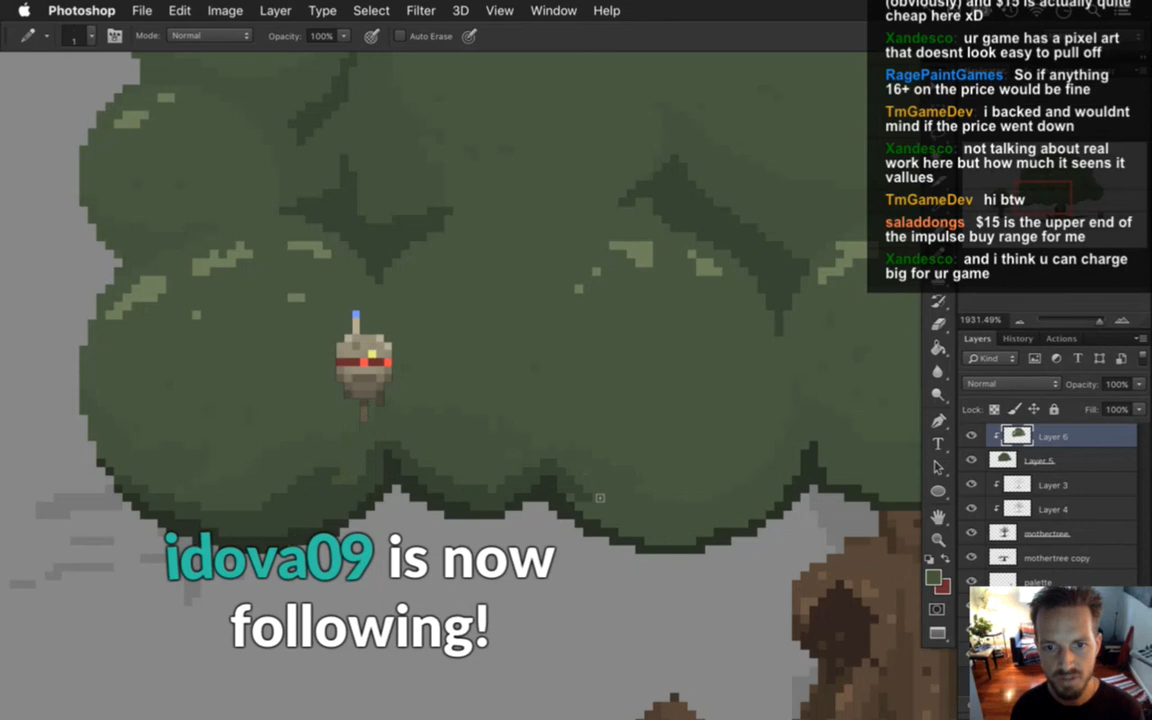 Photoshop File Edit Image Layer Type Select Filter 3D View Window Help
1 Mode: Normal Opacity: 100% Auto Erase
(obviously) and $15 is actually quite
cheap here xD
Xandesco: ur game has a pixel art
that doesnt look easy to pull off
RagePaintGames So if anything
16+ on the price would be fine
TmGameDev: i backed and wouldnt
mind if the price went down
Xandesco: not talking about real
work here but how much it seens it
vallues
TmGameDev hi btw
saladdongs $15 is the upper end of
the impulse buy range for me
Xandesco: and i think u can charge
big for ur game
1931.49%
Layers History Actions
Kind
Normal Opacity: 100%
Lock: Fill: 100%
Layer 6
Layer 5
Layer 3
Layer 4
mothertree
mothertree copy
palette
idova09 is now
following!